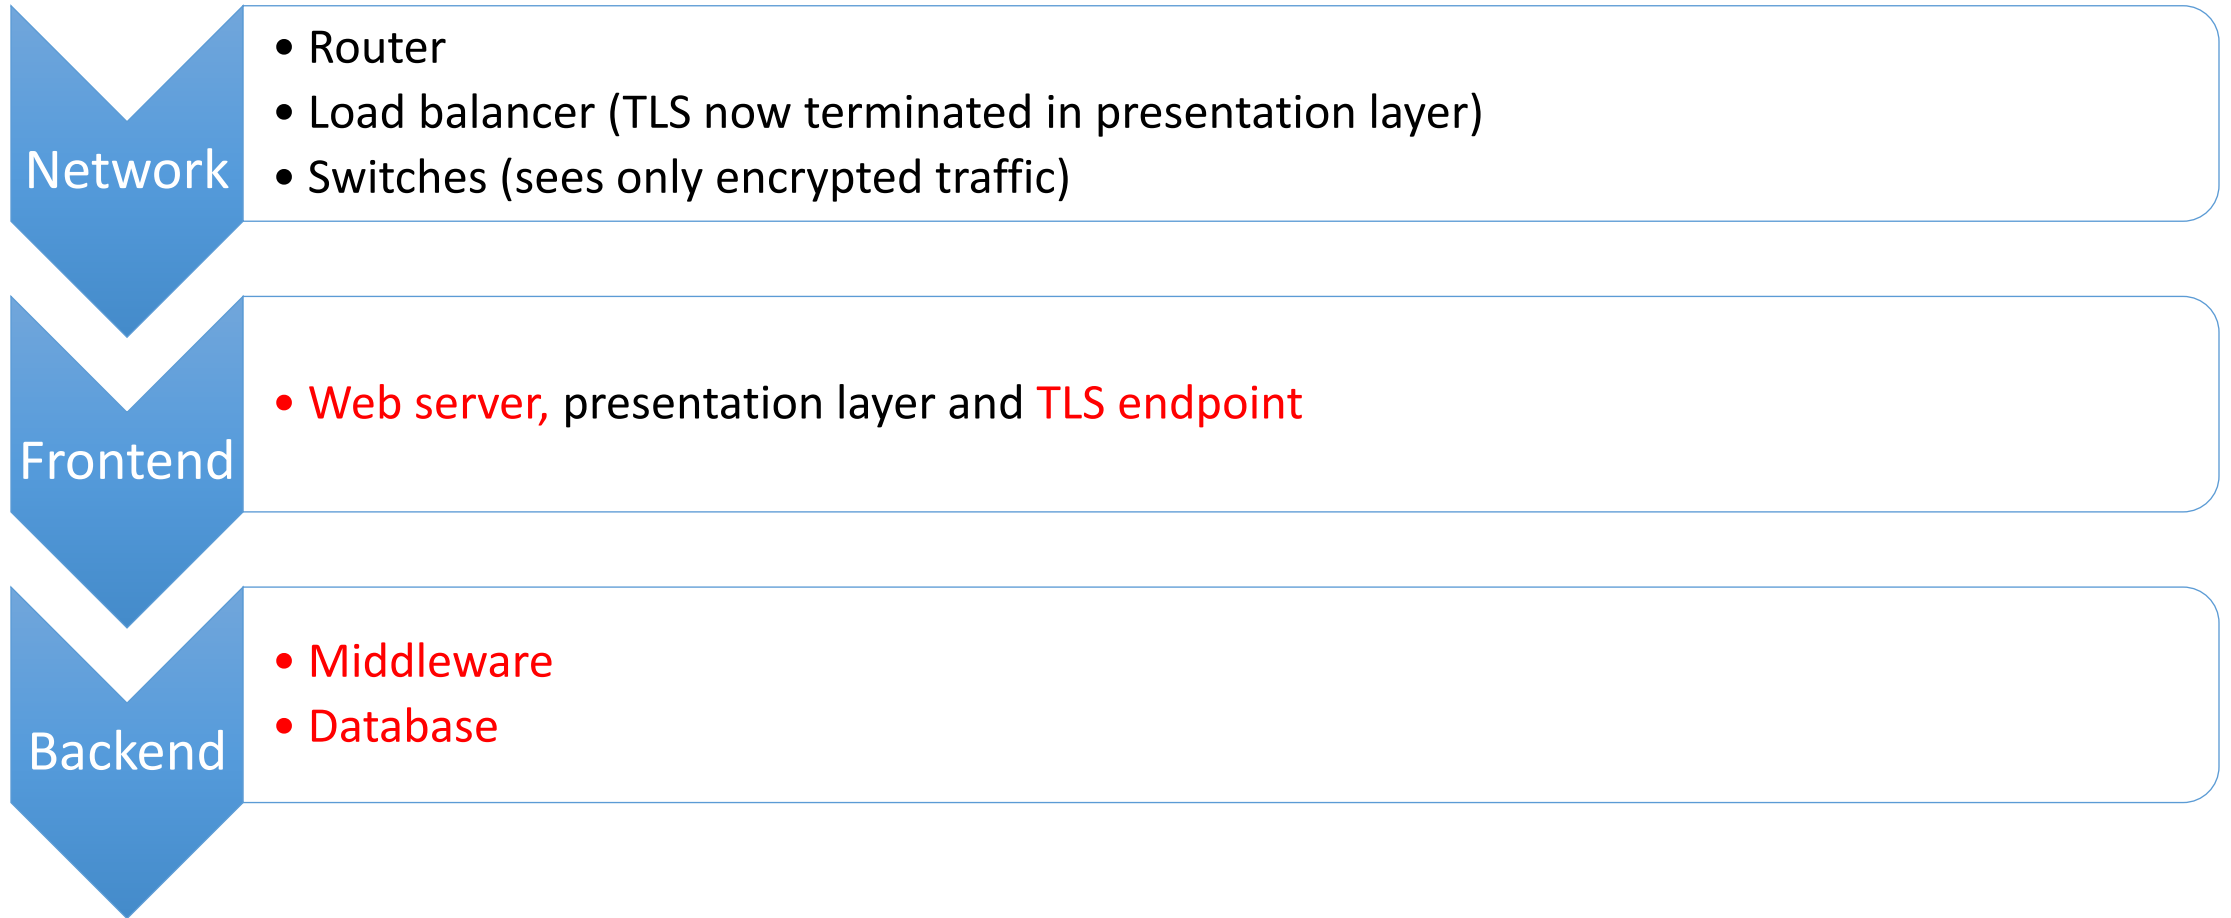 Network
• Router
• Load balancer (TLS now terminated in presentation layer)
• Switches (sees only encrypted traffic)
Frontend
• Web server, presentation layer and TLS endpoint
Backend
• Middleware
• Database